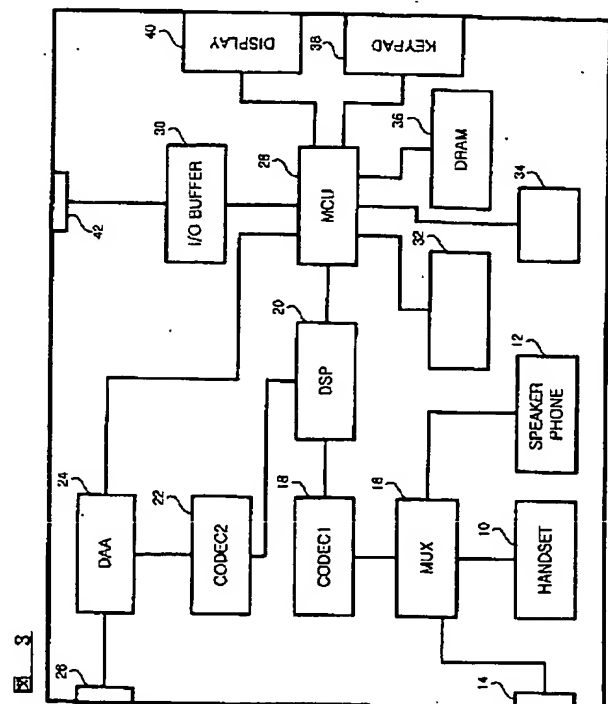 図 3
26
24
DAA
42
30
I/O BUFFER
40
DISPLAY
22
CODEC2
20
DSP
28
MCU
38
KEYPAD
18
CODEC1
36
DRAM
16
MUX
32
34
14
10
HANDSET
12
SPEAKER
PHONE